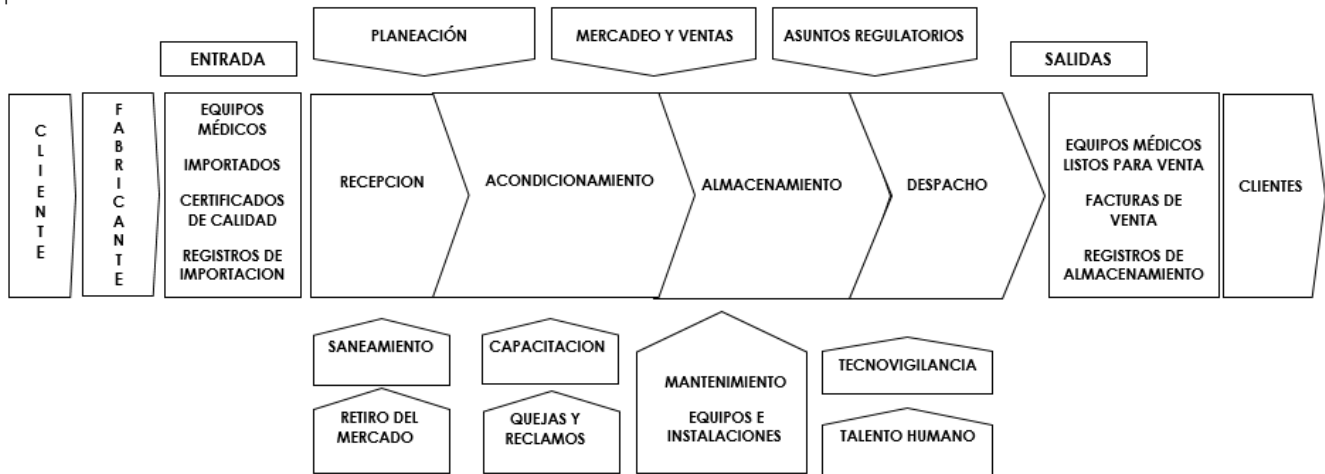 PLANEACIÓN
MERCADEO Y VENTAS
ASUNTOS REGULATORIOS
ENTRADA
SALIDAS
CLIENTE
FABRICANTE
EQUIPOS
MÉDICOS
IMPORTADOS
CERTIFICADOS
DE CALIDAD
REGISTROS DE
IMPORTACION
RECEPCION
ACONDICIONAMIENTO
ALMACENAMIENTO
DESPACHO
EQUIPOS MÉDICOS
LISTOS PARA VENTA
FACTURAS DE
VENTA
REGISTROS DE
ALMACENAMIENTO
CLIENTES
SANEAMIENTO
CAPACITACION
MANTENIMIENTO
EQUIPOS E
INSTALACIONES
TECNOVIGILANCIA
RETIRO DEL
MERCADO
QUEJAS Y
RECLAMOS
TALENTO HUMANO